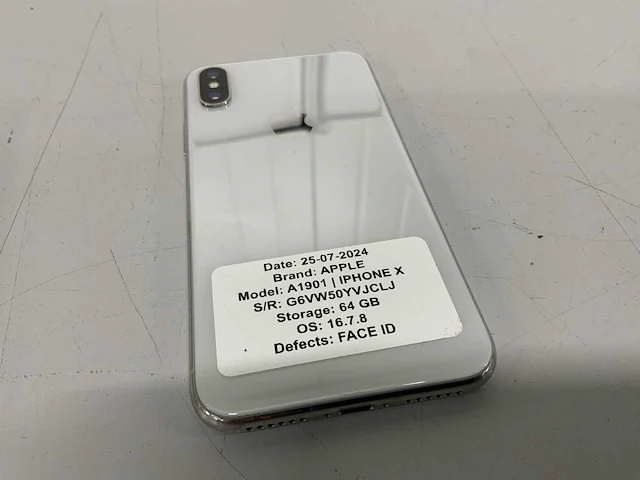 Date: 25-07-2024
Brand: APPLE
Model: A1901 | IPHONE X
S/R: G6VW50YVJCLJ
Storage: 64 GB
OS: 16.7.8
Defects: FACE ID